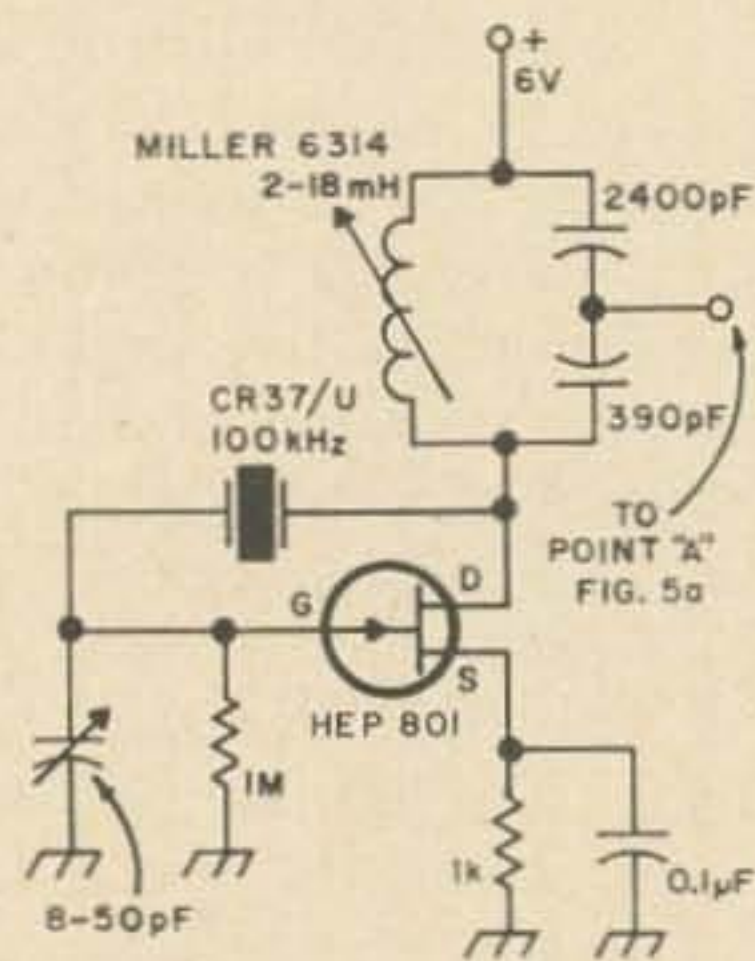 +
6V
MILLER 6314
2-18mH
2400pF
CR37/U
100kHz
390pF
TO
POINT "A"
FIG. 5a
D
G
S
HEP 801
1M
1k
0.1µF
8-50pF